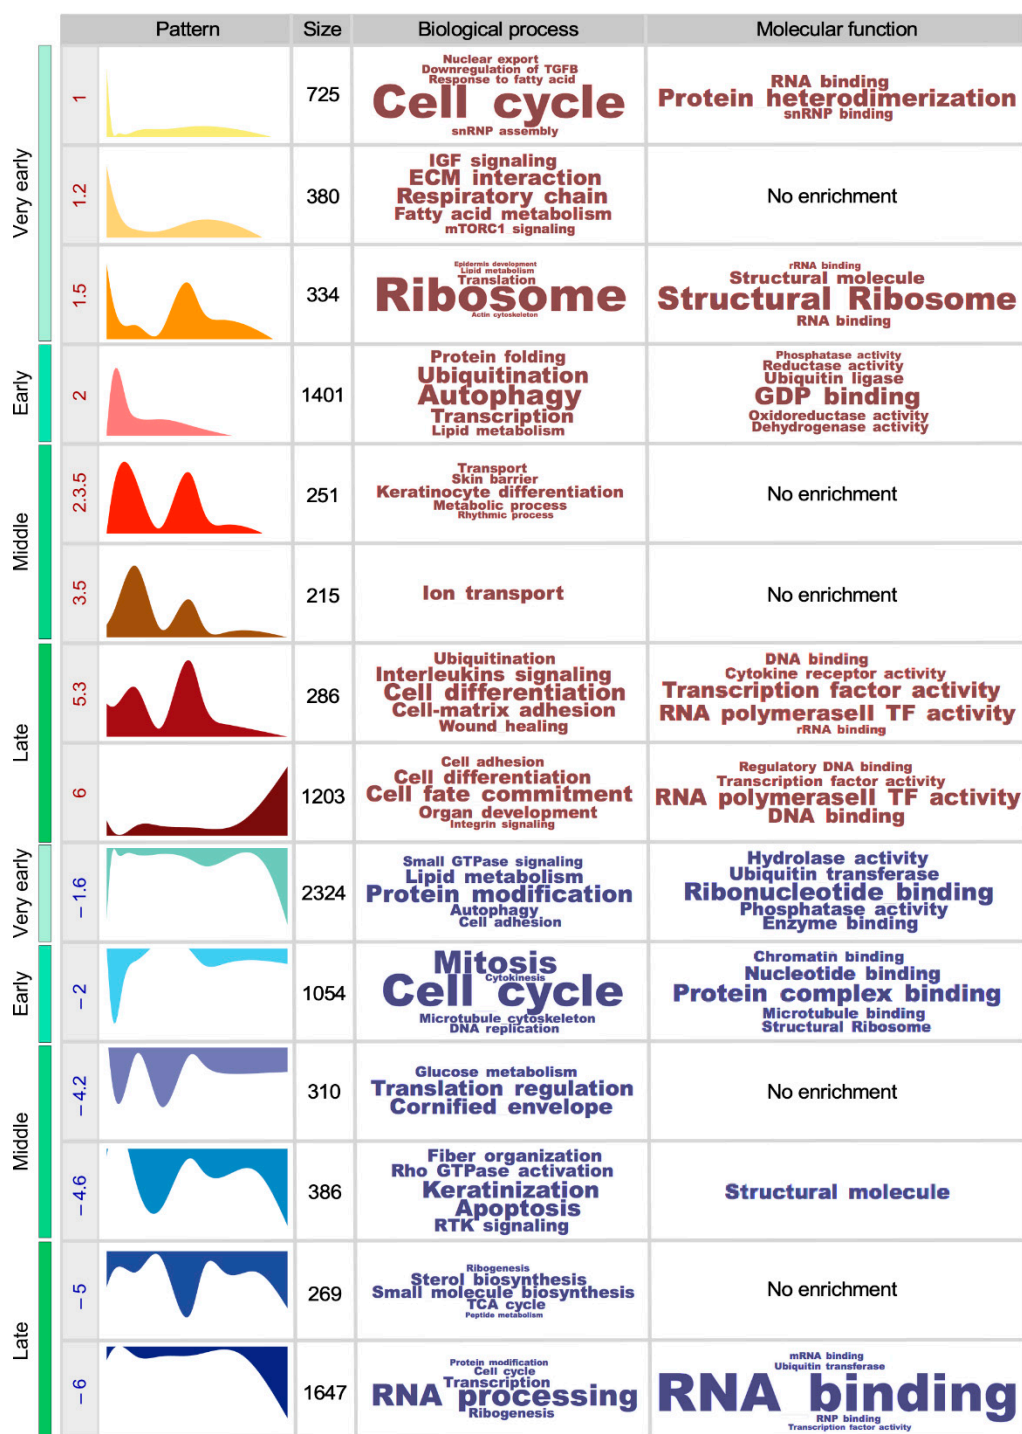 Pattern Size Biological process Molecular function
Very early
1
725
Nuclear export
Downregulation of TGFB
Response to fatty acid
Cell cycle
snRNP assembly
RNA binding
Protein heterodimerization
snRNP binding
1.2
380
IGF signaling
ECM interaction
Respiratory chain
Fatty acid metabolism
mTORC1 signaling
No enrichment
1.5
334
Epidermis development
Lipid metabolism
Translation
Ribosome
Actin cytoskeleton
rRNA binding
Structural molecule
Structural Ribosome
RNA binding
Early
2
1401
Protein folding
Ubiquitination
Autophagy
Transcription
Lipid metabolism
Phosphatase activity
Reductase activity
Ubiquitin ligase
GDP binding
Oxidoreductase activity
Dehydrogenase activity
Middle
2.3.5
251
Transport
Skin barrier
Keratinocyte differentiation
Metabolic process
Rhythmic process
No enrichment
3.5
215
Ion transport
No enrichment
Late
5.3
286
Ubiquitination
Interleukins signaling
Cell differentiation
Cell-matrix adhesion
Wound healing
DNA binding
Cytokine receptor activity
Transcription factor activity
RNA polymeraseII TF activity
rRNA binding
6
1203
Cell adhesion
Cell differentiation
Cell fate commitment
Organ development
Integrin signaling
Regulatory DNA binding
Transcription factor activity
RNA polymeraseII TF activity
DNA binding
Very early
– 1.6
2324
Small GTPase signaling
Lipid metabolism
Protein modification
Autophagy
Cell adhesion
Hydrolase activity
Ubiquitin transferase
Ribonucleotide binding
Phosphatase activity
Enzyme binding
Early
– 2
1054
Mitosis
Cytokinesis
Cell cycle
Microtubule cytoskeleton
DNA replication
Chromatin binding
Nucleotide binding
Protein complex binding
Microtubule binding
Structural Ribosome
Middle
– 4.2
310
Glucose metabolism
Translation regulation
Cornified envelope
No enrichment
– 4.6
386
Fiber organization
Rho GTPase activation
Keratinization
Apoptosis
RTK signaling
Structural molecule
Late
– 5
269
Ribogenesis
Sterol biosynthesis
Small molecule biosynthesis
TCA cycle
Peptide metabolism
No enrichment
– 6
1647
Protein modification
Cell cycle
Transcription
RNA processing
Ribogenesis
mRNA binding
Ubiquitin transferase
RNA binding
RNP binding
Transcription factor activity